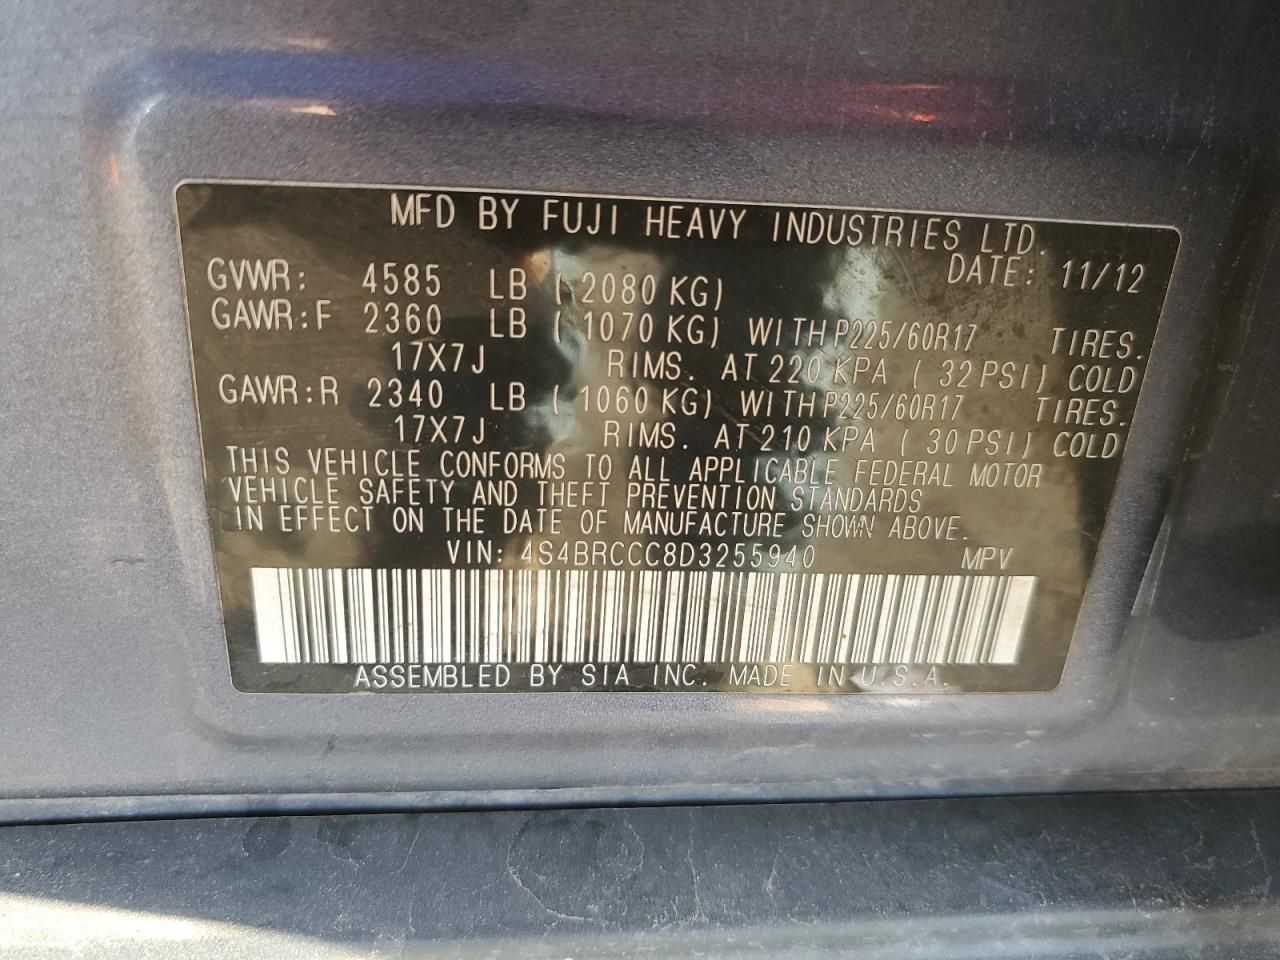 MFD BY FUJI HEAVY INDUSTRIES LTD.
DATE: 11/12
GVWR: 4585 LB ( 2080 KG)
GAWR:F 2360 LB ( 1070 KG) WITH P225/60R17 TIRES.
17X7J RIMS. AT 220 KPA ( 32 PSI) COLD
GAWR:R 2340 LB ( 1060 KG) WITH P225/60R17 TIRES.
17X7J RIMS. AT 210 KPA ( 30 PSI) COLD
THIS VEHICLE CONFORMS TO ALL APPLICABLE FEDERAL MOTOR
VEHICLE SAFETY AND THEFT PREVENTION STANDARDS
IN EFFECT ON THE DATE OF MANUFACTURE SHOWN ABOVE.
VIN: 4S4BRCCC8D3255940 MPV
ASSEMBLED BY SIA INC. MADE IN U.S.A.